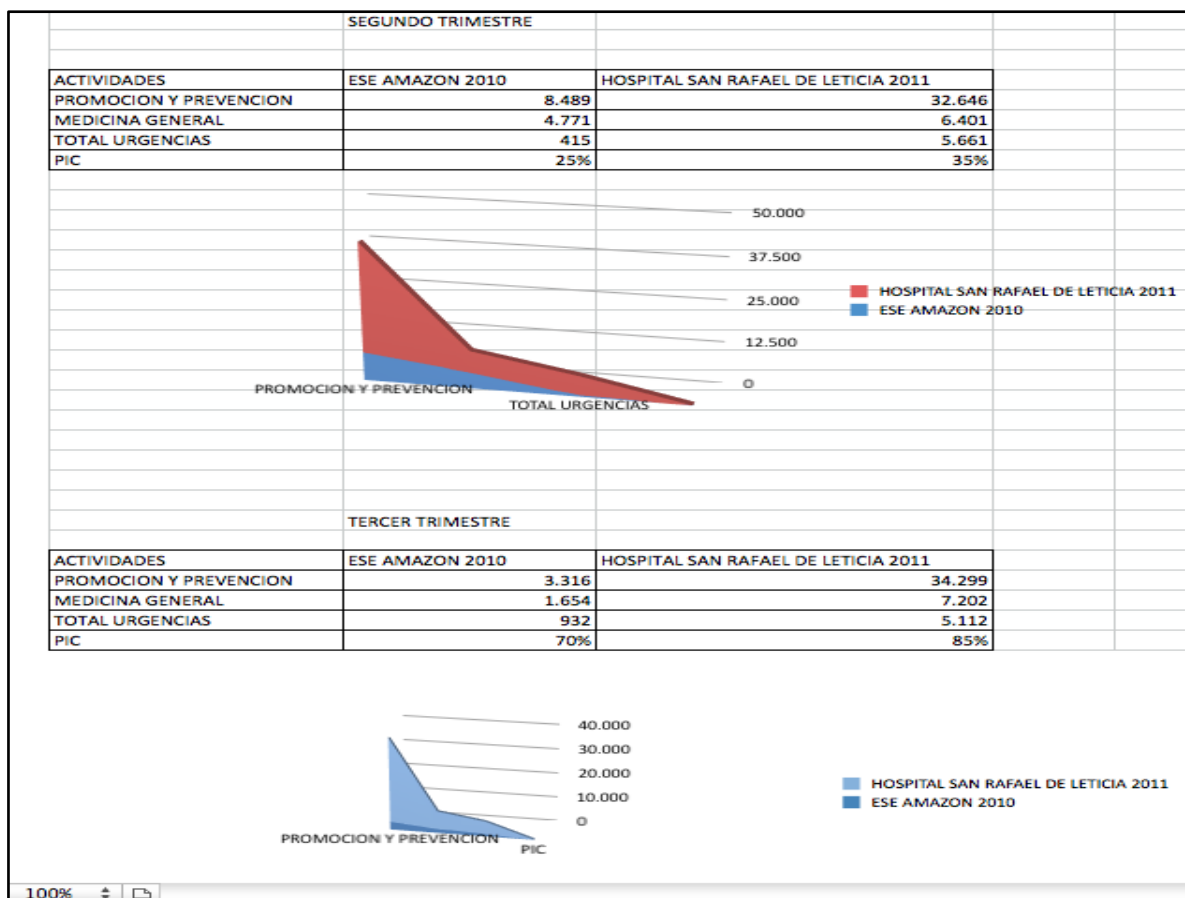 SEGUNDO TRIMESTRE
ACTIVIDADES ESE AMAZON 2010 HOSPITAL SAN RAFAEL DE LETICIA 2011
PROMOCION Y PREVENCION 8.489 32.646
MEDICINA GENERAL 4.771 6.401
TOTAL URGENCIAS 415 5.661
PIC 25% 35%
50.000
37.500
25.000
12.500
0
HOSPITAL SAN RAFAEL DE LETICIA 2011
ESE AMAZON 2010
PROMOCION Y PREVENCION
TOTAL URGENCIAS
TERCER TRIMESTRE
ACTIVIDADES ESE AMAZON 2010 HOSPITAL SAN RAFAEL DE LETICIA 2011
PROMOCION Y PREVENCION 3.316 34.299
MEDICINA GENERAL 1.654 7.202
TOTAL URGENCIAS 932 5.112
PIC 70% 85%
40.000
30.000
20.000
10.000
0
HOSPITAL SAN RAFAEL DE LETICIA 2011
ESE AMAZON 2010
PROMOCION Y PREVENCION
PIC
100%